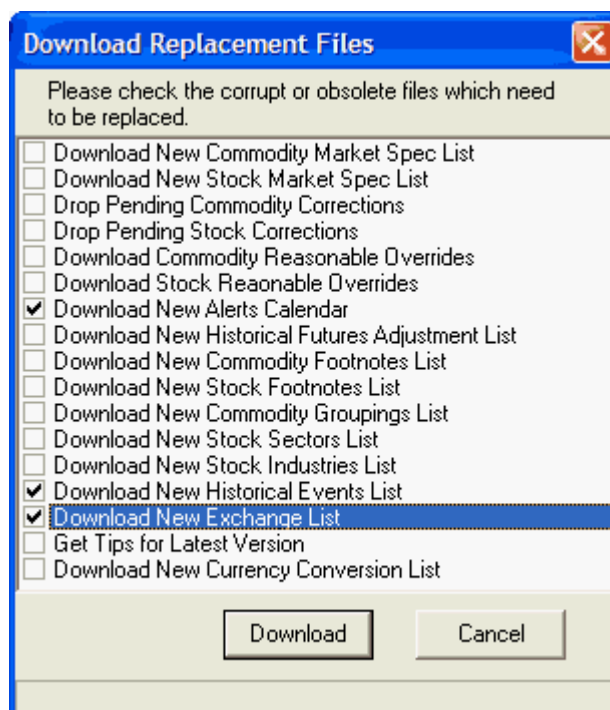 Download Replacement Files
Please check the corrupt or obsolete files which need
to be replaced.
Download New Commodity Market Spec List
Download New Stock Market Spec List
Drop Pending Commodity Corrections
Drop Pending Stock Corrections
Download Commodity Reasonable Overrides
Download Stock Reaonable Overrides
Download New Alerts Calendar
Download New Historical Futures Adjustment List
Download New Commodity Footnotes List
Download New Stock Footnotes List
Download New Commodity Groupings List
Download New Stock Sectors List
Download New Stock Industries List
Download New Historical Events List
Download New Exchange List
Get Tips for Latest Version
Download New Currency Conversion List
Download
Cancel